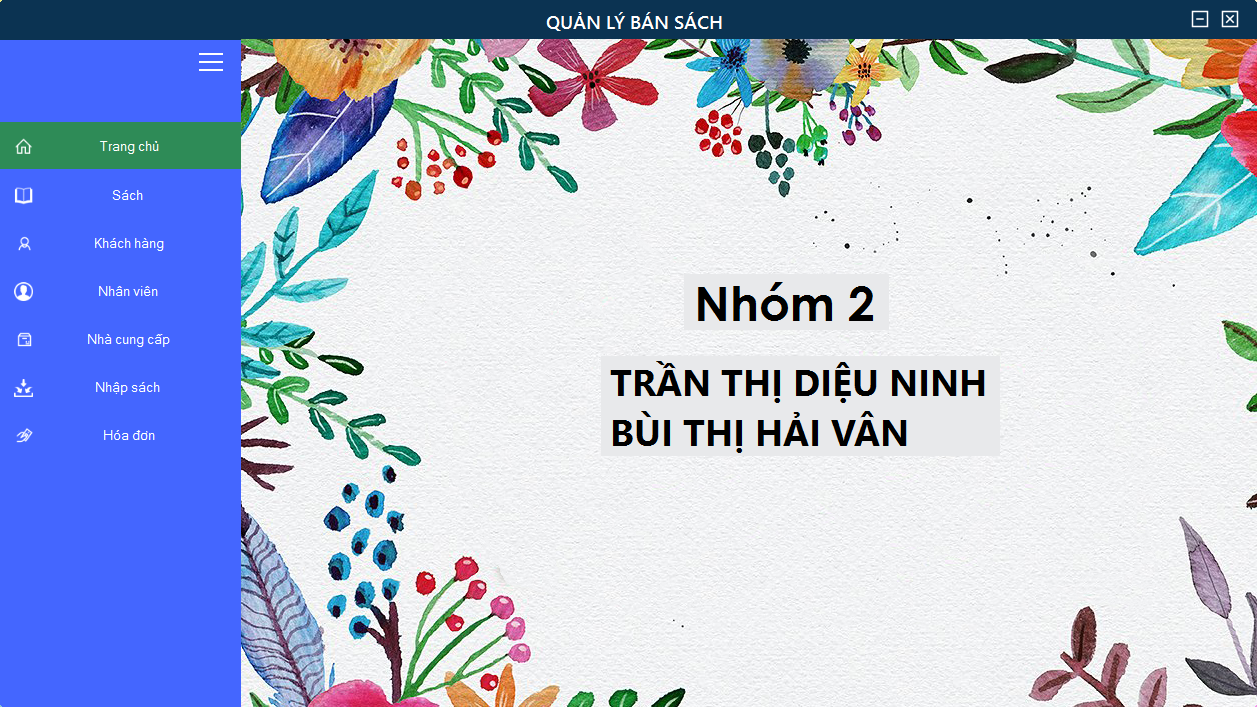 QUẢN LÝ BÁN SÁCH
Trang chủ
Sách
Khách hàng
Nhân viên
Nhà cung cấp
Nhập sách
Hóa đơn
Nhóm 2
TRẦN THỊ DIỆU NINH
BÙI THỊ HẢI VÂN